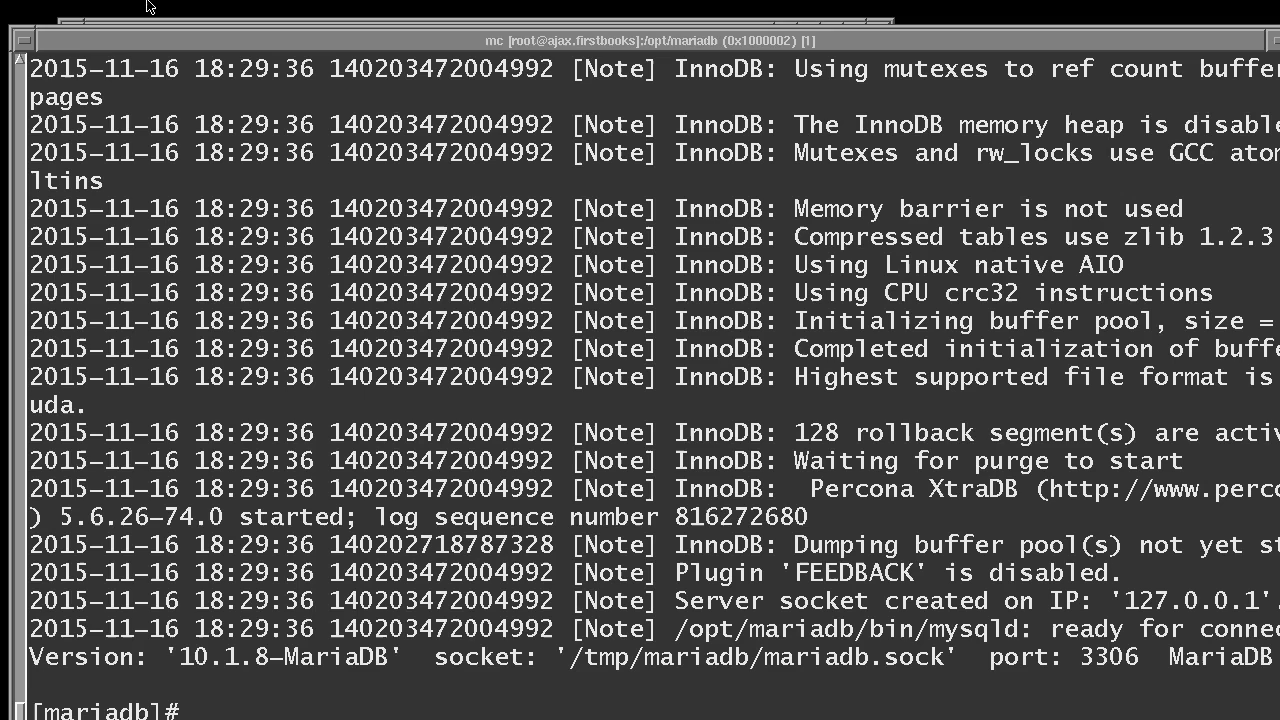 mc [root@ajax.firstbooks]:/opt/mariadb (0x1000002) [1]
2015-11-16 18:29:36 140203472004992 [Note] InnoDB: Using mutexes to ref count buffer
pages
2015-11-16 18:29:36 140203472004992 [Note] InnoDB: The InnoDB memory heap is
2015-11-16 18:29:36 140203472004992 [Note] InnoDB: Mutexes and rw_locks use GCC
ltins
2015-11-16 18:29:36 140203472004992 [Note] InnoDB: Memory barrier is not used
2015-11-16 18:29:36 140203472004992 [Note] InnoDB: Compressed tables use zlib 1.2.3
2015-11-16 18:29:36 140203472004992 [Note] InnoDB: Using Linux native AIO
2015-11-16 18:29:36 140203472004992 [Note] InnoDB: Using CPU crc32 instructions
2015-11-16 18:29:36 140203472004992 [Note] InnoDB: Initializing buffer pool, size =
2015-11-16 18:29:36 140203472004992 [Note] InnoDB: Completed initialization of
2015-11-16 18:29:36 140203472004992 [Note] InnoDB: Highest supported file format is
uda.
2015-11-16 18:29:36 140203472004992 [Note] InnoDB: 128 rollback segment(s) are
2015-11-16 18:29:36 140203472004992 [Note] InnoDB: Waiting for purge to start
2015-11-16 18:29:36 140203472004992 [Note] InnoDB:  Percona XtraDB (http://www.perco
) 5.6.26-74.0 started; log sequence number 816272680
2015-11-16 18:29:36 140202718787328 [Note] InnoDB: Dumping buffer pool(s) not yet
2015-11-16 18:29:36 140203472004992 [Note] Plugin 'FEEDBACK' is disabled.
2015-11-16 18:29:36 140203472004992 [Note] Server socket created on IP: '127.0.0.1'.
2015-11-16 18:29:36 140203472004992 [Note] /opt/mariadb/bin/mysqld: ready for
Version: '10.1.8-MariaDB'  socket: '/tmp/mariadb/mariadb.sock'  port: 3306  MariaDB
[mariadb]#